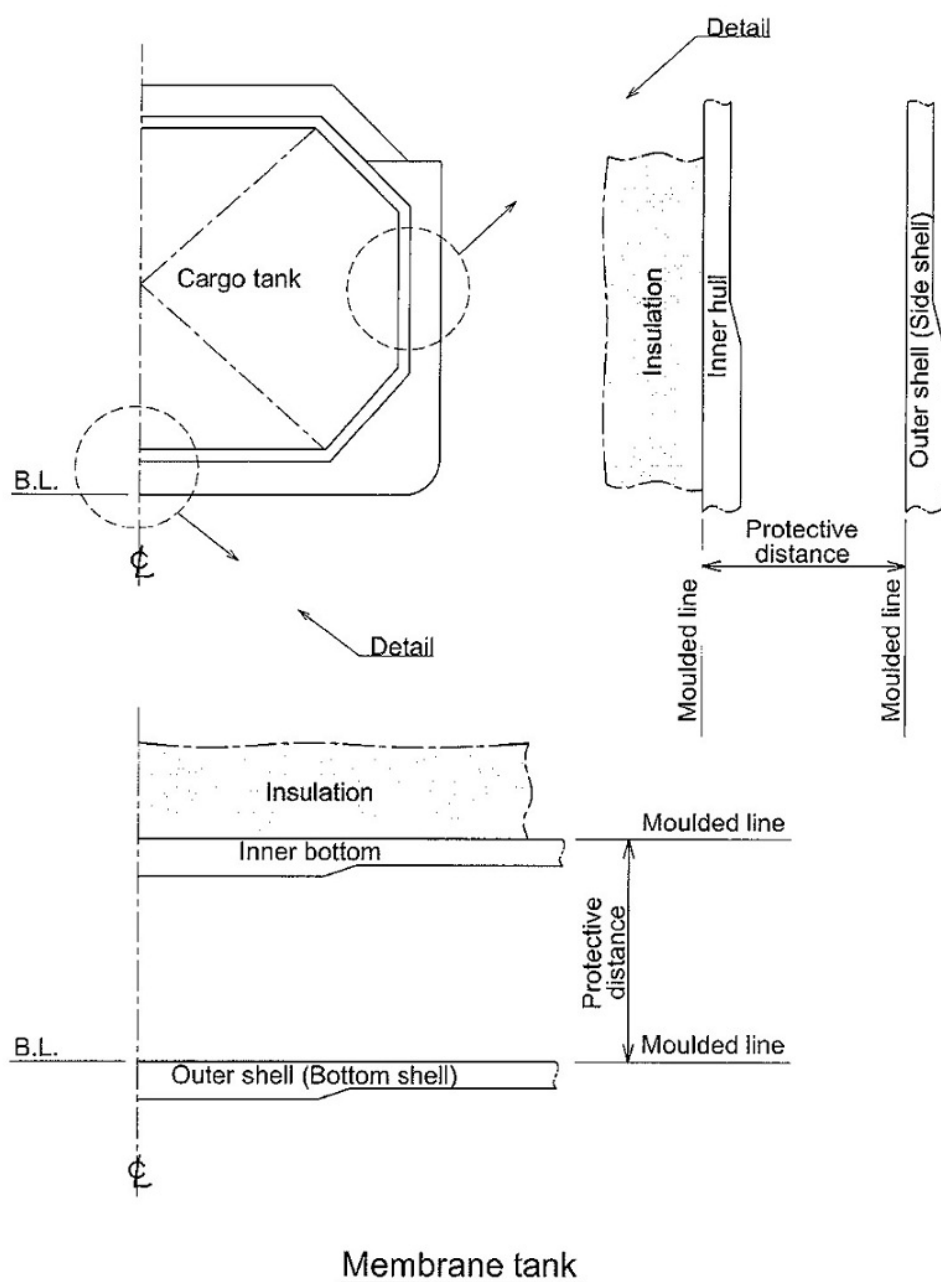 Detail
Cargo tank
B.L.
℄
Insulation
Inner hull
Outer shell (Side shell)
Protective
distance
Moulded line
Moulded line
Detail
Insulation
Moulded line
Inner bottom
Protective
distance
B.L.
Moulded line
Outer shell (Bottom shell)
℄
Membrane tank